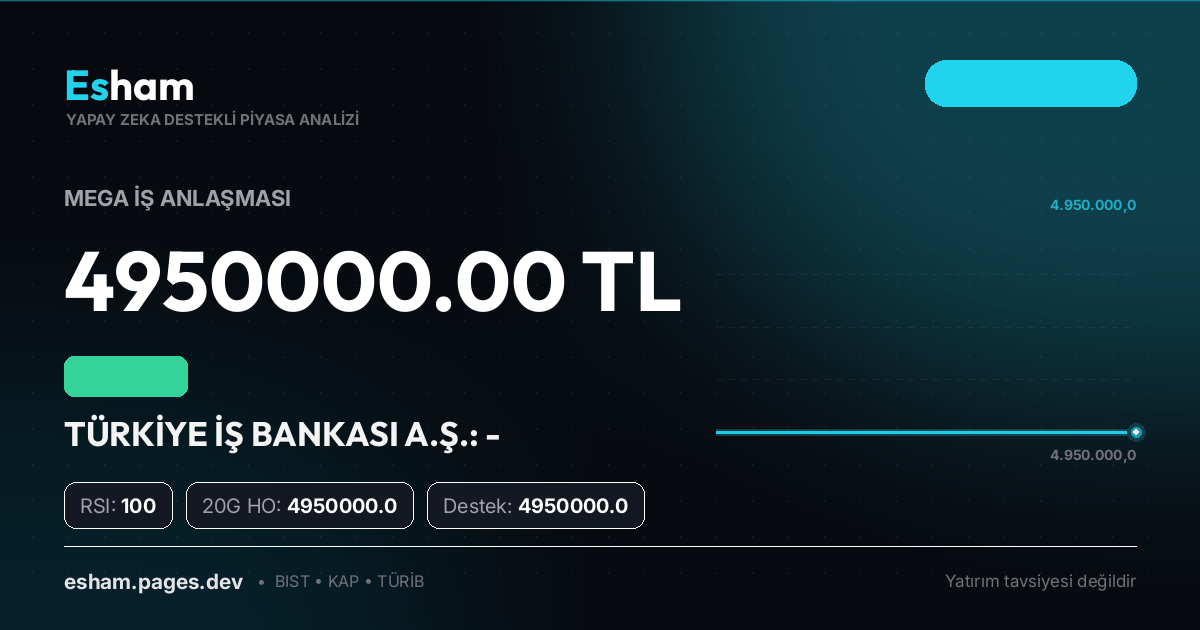 Esham
YAPAY ZEKA DESTEKLİ PİYASA ANALİZİ
MEGA İŞ ANLAŞMASI
4.950.000,0
4950000.00 TL
TÜRKİYE İŞ BANKASI A.Ş.: -
4.950.000,0
RSI: 100
20G HO: 4950000.0
Destek: 4950000.0
esham.pages.dev • BIST • KAP • TÜRİB
Yatırım tavsiyesi değildir